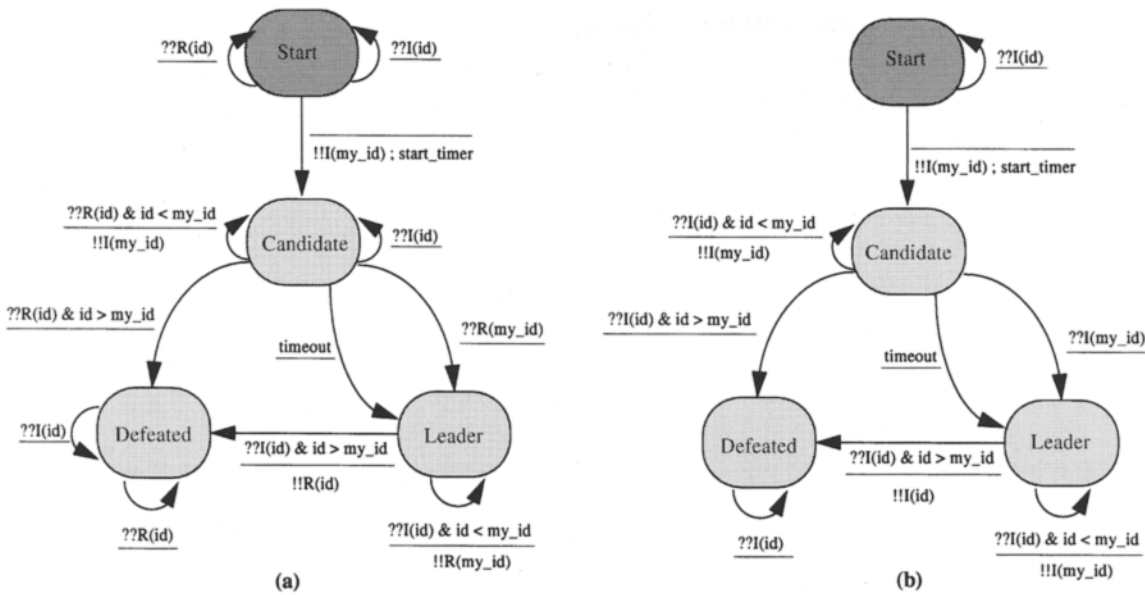 ??R(id)
Start
??I(id)
!!I(my_id) ; start_timer
??R(id) & id < my_id
!!I(my_id)
Candidate
??I(id)
??R(id) & id > my_id
timeout
??R(my_id)
??I(id)
Defeated
Leader
??I(id) & id > my_id
!!R(id)
??R(id)
??I(id) & id < my_id
!!R(my_id)
(a)
Start
??I(id)
!!I(my_id) ; start_timer
??I(id) & id < my_id
!!I(my_id)
Candidate
??I(id) & id > my_id
timeout
??I(my_id)
Defeated
Leader
??I(id) & id > my_id
!!I(id)
??I(id)
??I(id) & id < my_id
!!I(my_id)
(b)